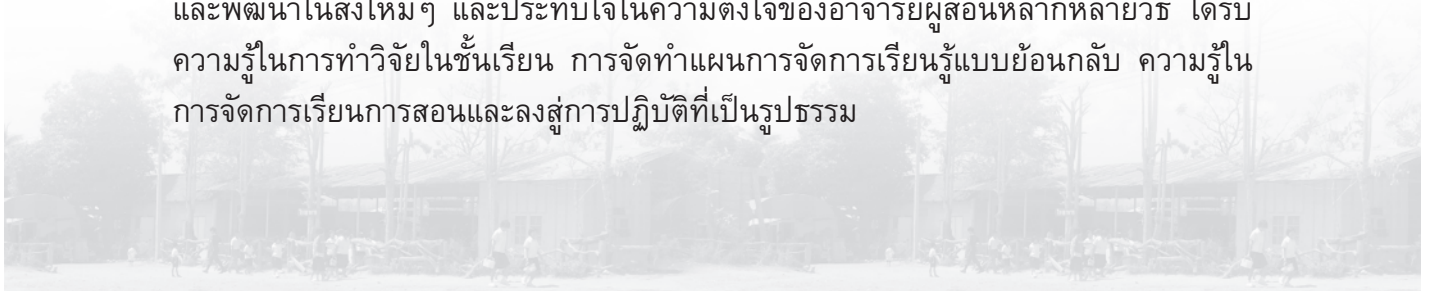 และพัฒนาในสิ่งใหม่ๆ และประทับใจในความตั้งใจของอาจารย์ผู้สอนหลากหลายวิธี ได้รับ
ความรู้ในการทำวิจัยในชั้นเรียน การจัดทำแผนการจัดการเรียนรู้แบบย้อนกลับ ความรู้ใน
การจัดการเรียนการสอนและลงสู่การปฏิบัติที่เป็นรูปธรรม